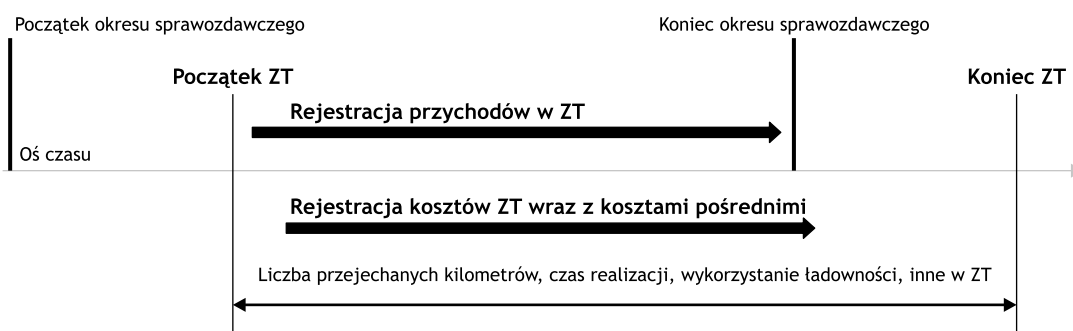 Początek okresu sprawozdawczego
Koniec okresu sprawozdawczego
Początek ZT
Koniec ZT
Rejestracja przychodów w ZT
Oś czasu
Rejestracja kosztów ZT wraz z kosztami pośrednimi
Liczba przejechanych kilometrów, czas realizacji, wykorzystanie ładowności, inne w ZT